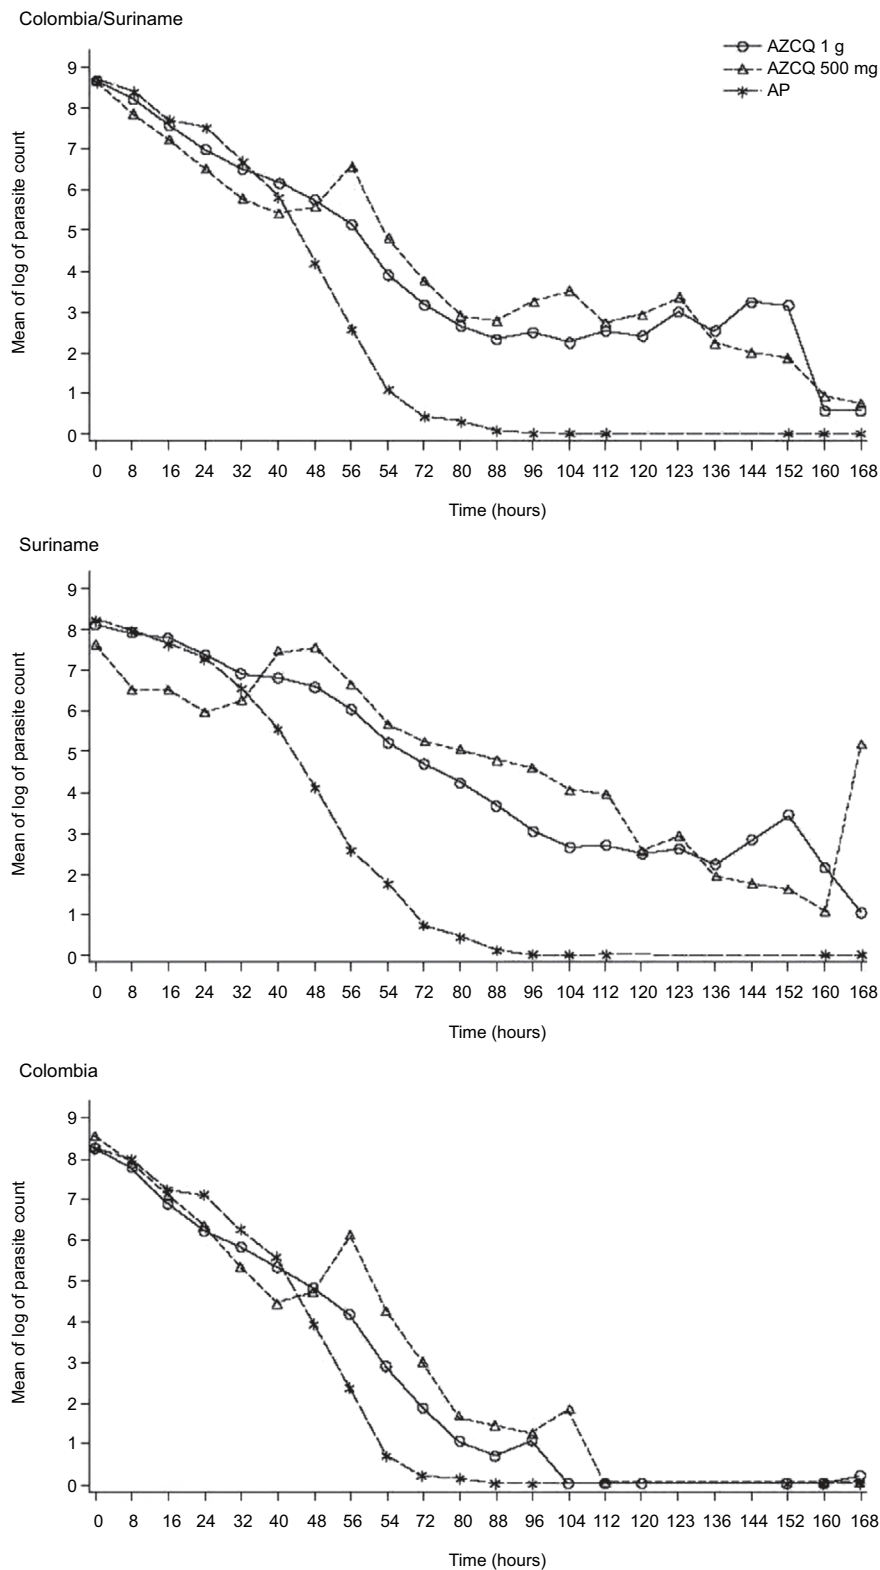 Colombia/Suriname
AZCQ 1 g
AZCQ 500 mg
AP
Mean of log of parasite count
9
8
7
6
5
4
3
2
1
0
0 8 16 24 32 40 48 56 54 72 80 88 96 104 112 120 123 136 144 152 160 168
Time (hours)
Suriname
Mean of log of parasite count
9
8
7
6
5
4
3
2
1
0
0 8 16 24 32 40 48 56 54 72 80 88 96 104 112 120 123 136 144 152 160 168
Time (hours)
Colombia
Mean of log of parasite count
9
8
7
6
5
4
3
2
1
0
0 8 16 24 32 40 48 56 54 72 80 88 96 104 112 120 123 136 144 152 160 168
Time (hours)